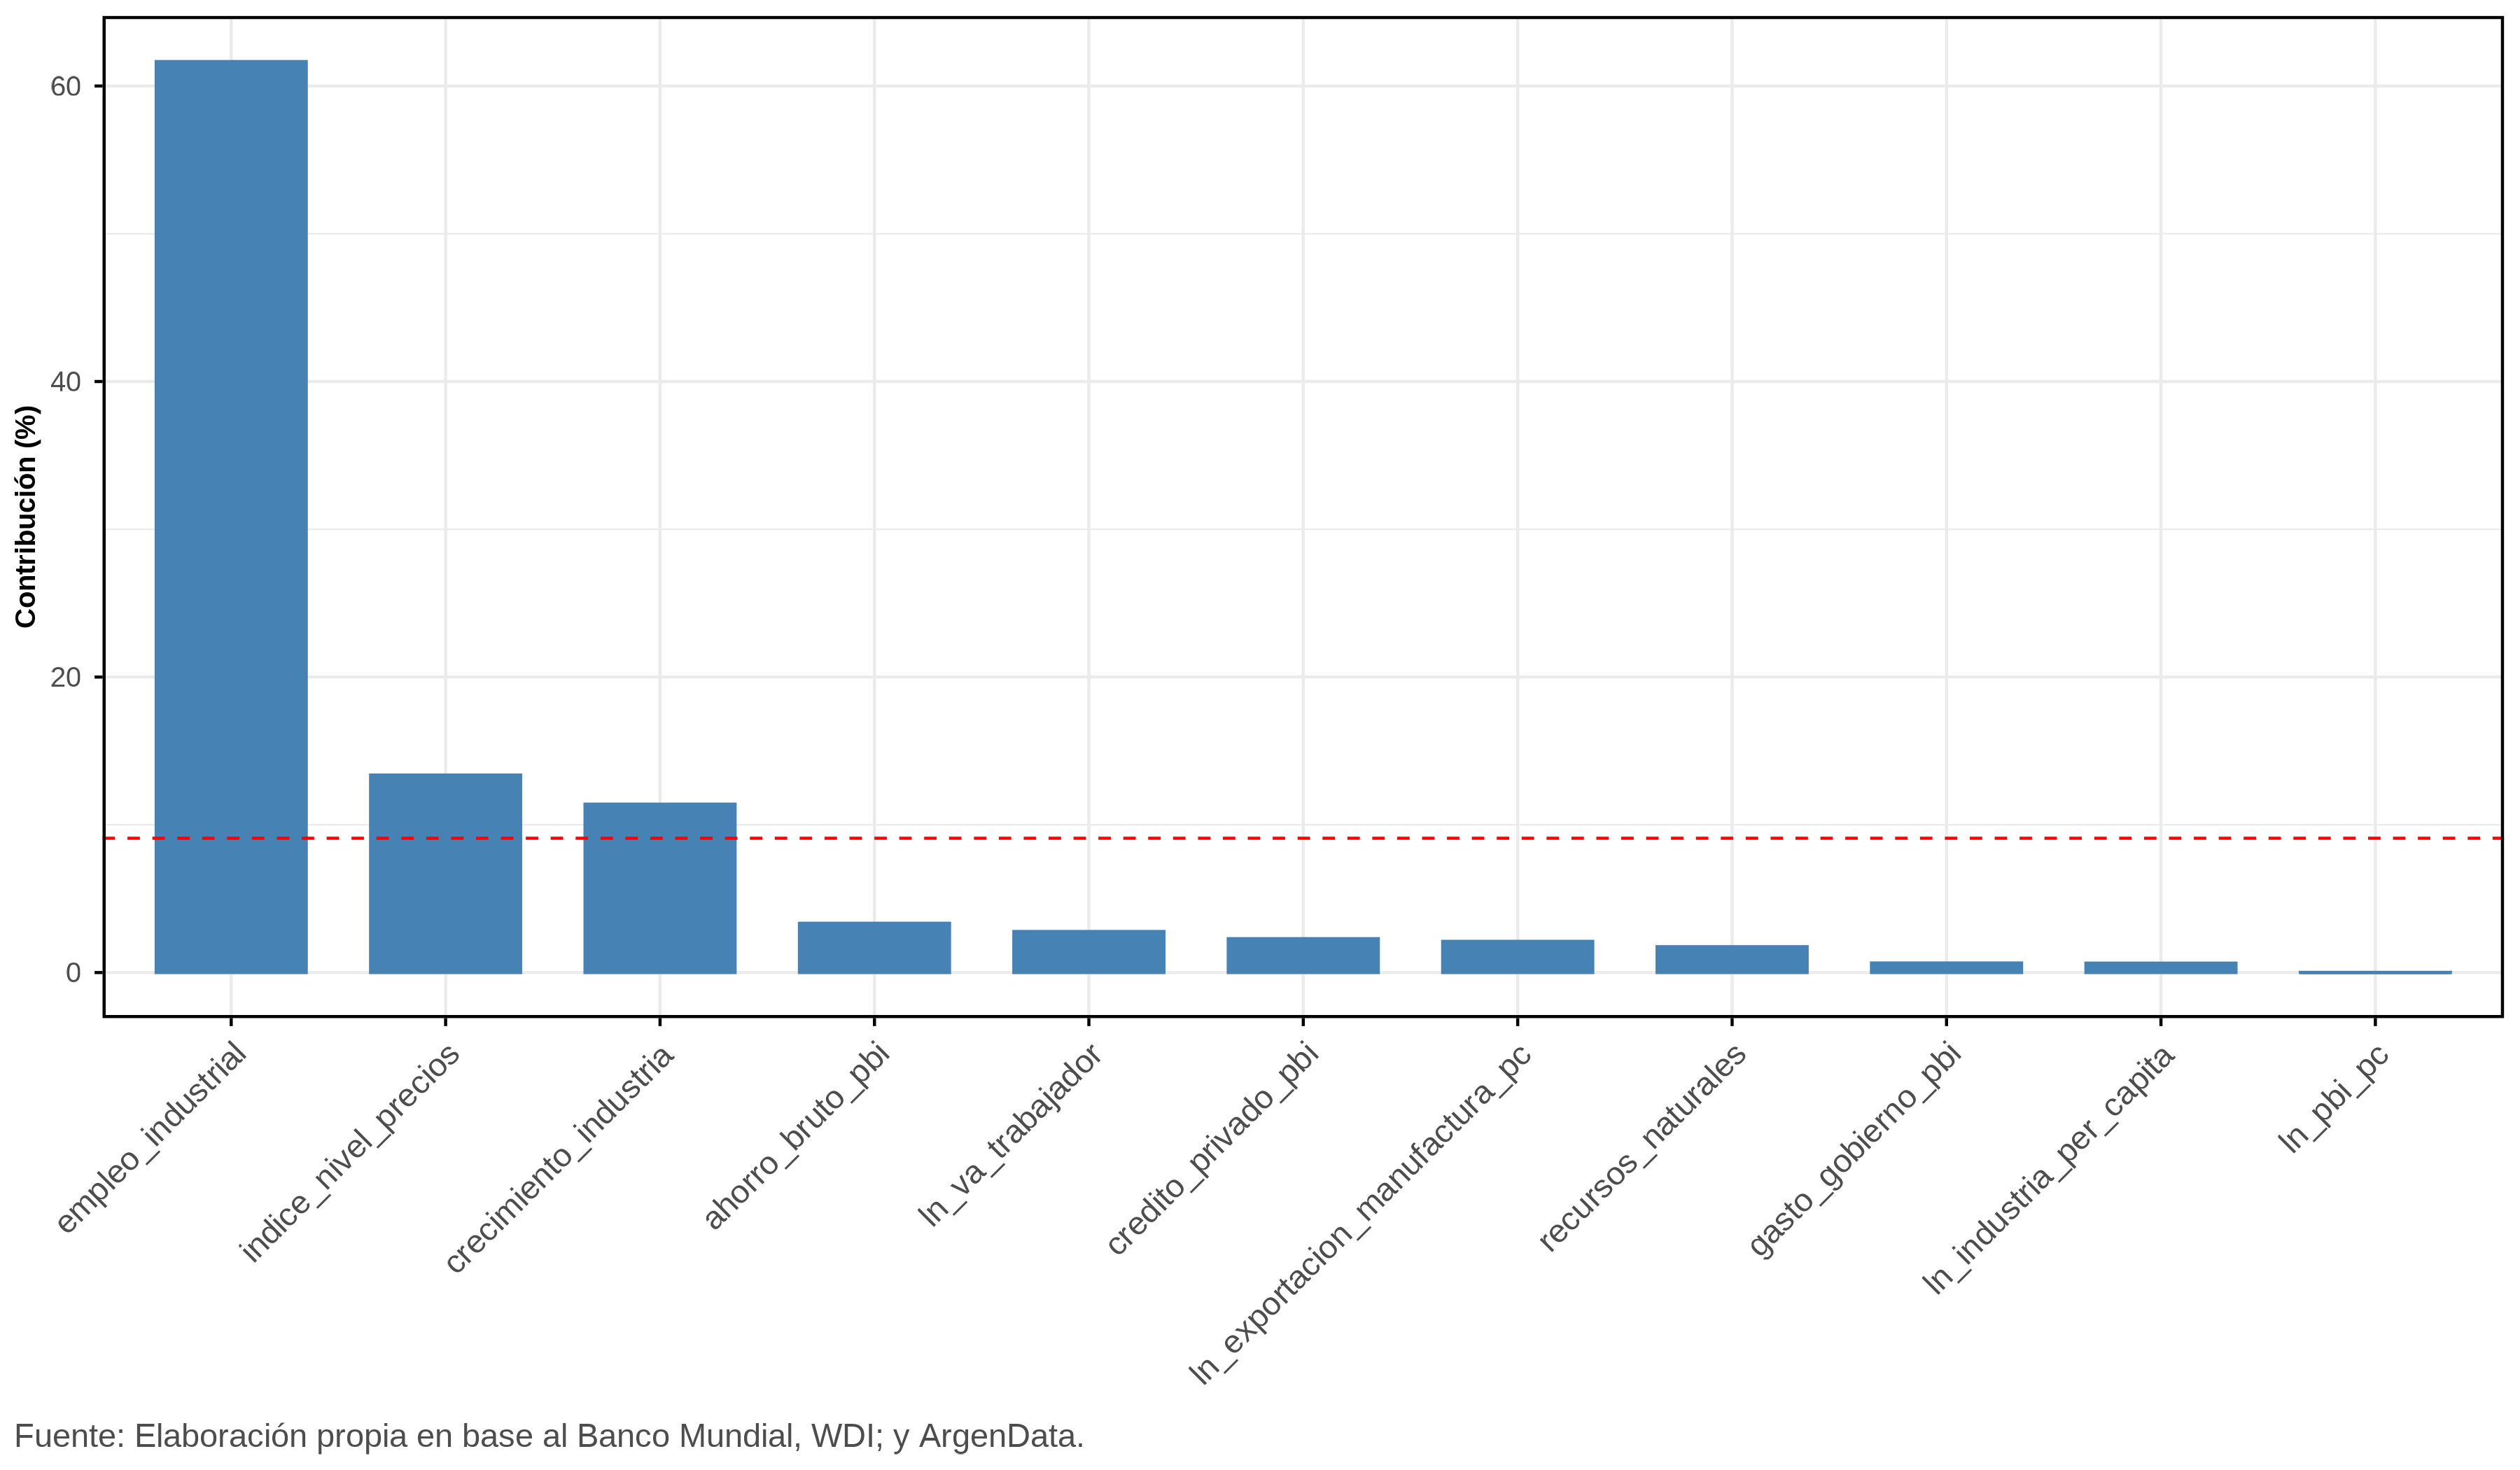 Contribución (%)
60
40
20
0
empleo_industrial
indice_nivel_precios
crecimiento_industria
ahorro_bruto_pbi
ln_va_trabajador
credito_privado_pbi
ln_exportacion_manufactura_pc
recursos_naturales
gasto_gobierno_pbi
ln_industria_per_capita
ln_pbi_pc
Fuente: Elaboración propia en base al Banco Mundial, WDI; y ArgenData.